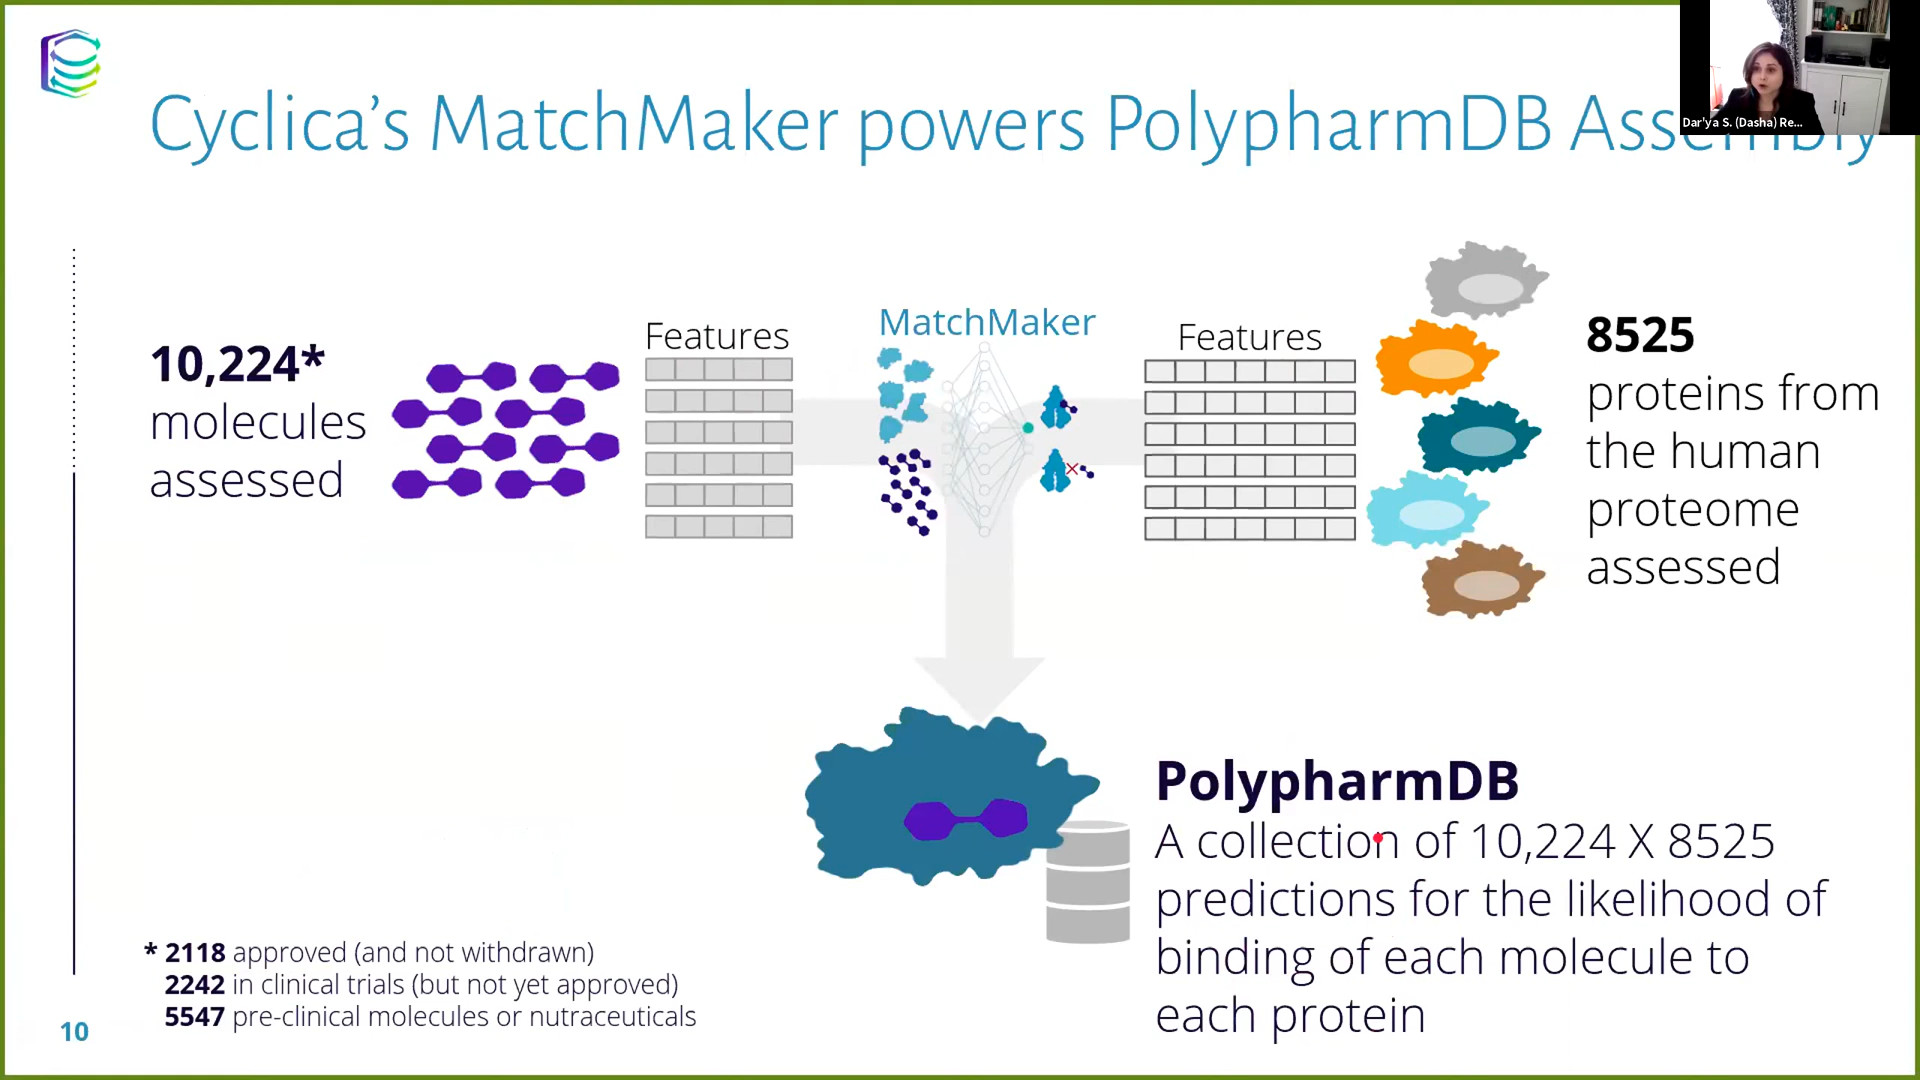 Cyclica's MatchMaker powers PolypharmDB Assembly
Dar'ya S. (Dasha) Re...
10,224*
molecules
assessed
Features
MatchMaker
Features
8525
proteins from
the human
proteome
assessed
PolypharmDB
A collection of 10,224 X 8525
predictions for the likelihood of
binding of each molecule to
each protein
* 2118 approved (and not withdrawn)
2242 in clinical trials (but not yet approved)
5547 pre-clinical molecules or nutraceuticals
10